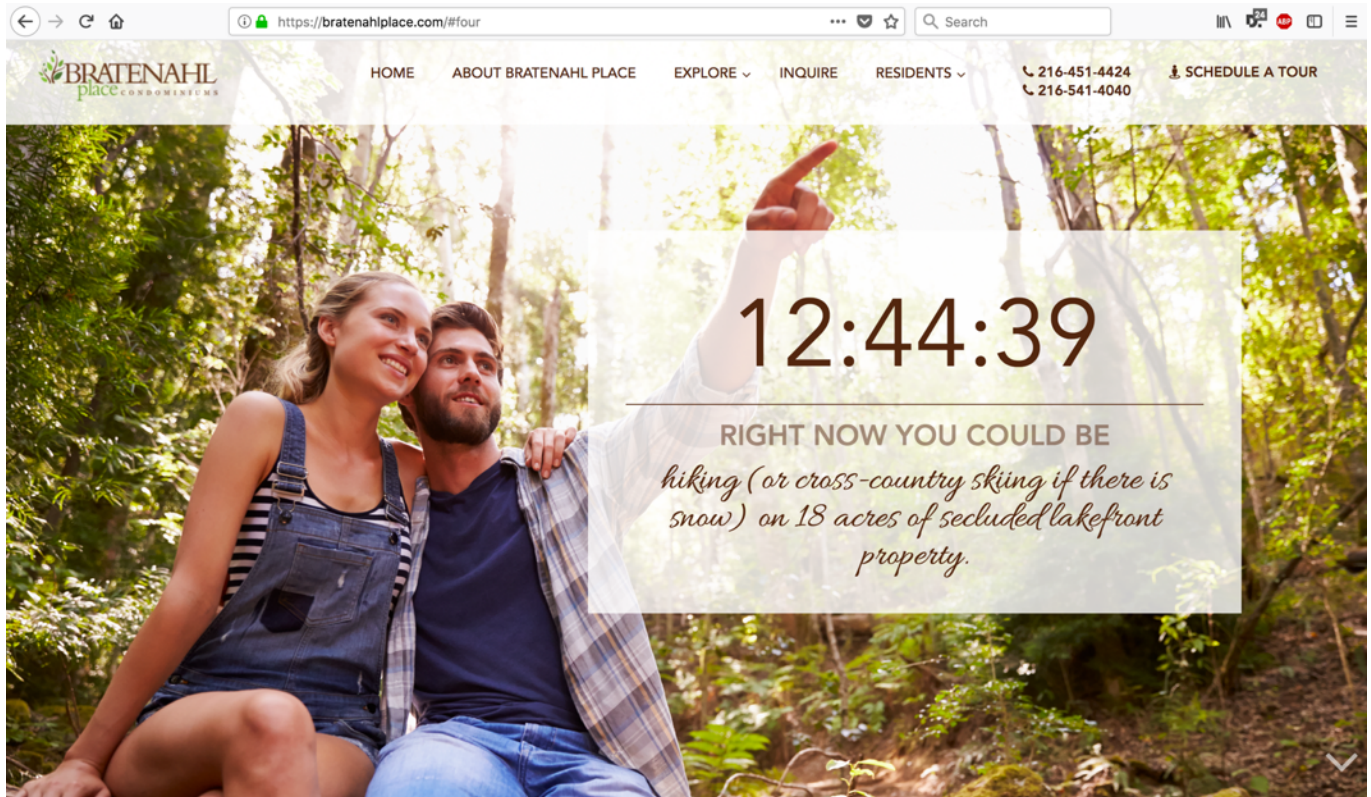 https://bratenahlplace.com/#four
Search
24
ABP
BRATENAHL
place CONDOMINIUMS
HOME ABOUT BRATENAHL PLACE EXPLORE INQUIRE RESIDENTS
216-451-4424
216-541-4040
SCHEDULE A TOUR
12:44:39
RIGHT NOW YOU COULD BE
hiking (or cross-country skiing if there is
snow) on 18 acres of secluded lakefront
property.